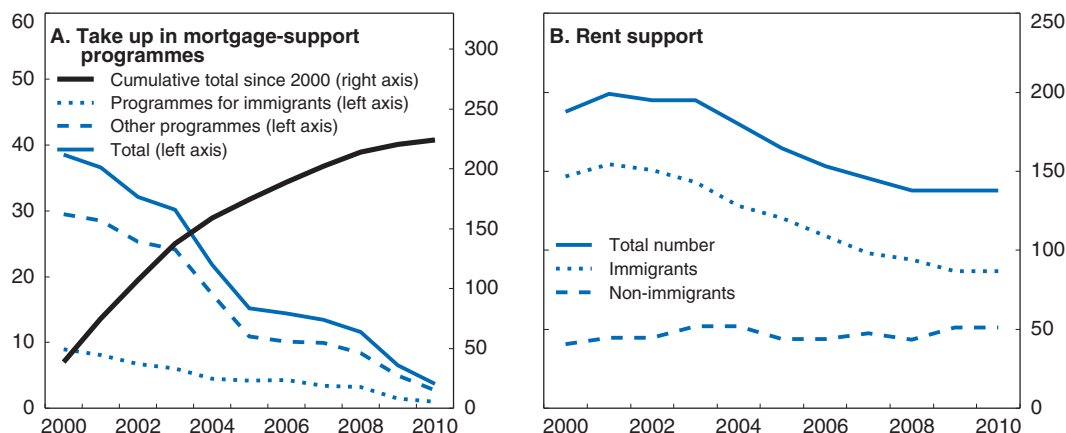 A. Take up in mortgage-support
programmes
Cumulative total since 2000 (right axis)
Programmes for immigrants (left axis)
Other programmes (left axis)
Total (left axis)
60
50
40
30
20
10
0
300
250
200
150
100
50
0
2000 2002 2004 2006 2008 2010
B. Rent support
Total number
Immigrants
Non-immigrants
250
200
150
100
50
0
2000 2002 2004 2006 2008 2010